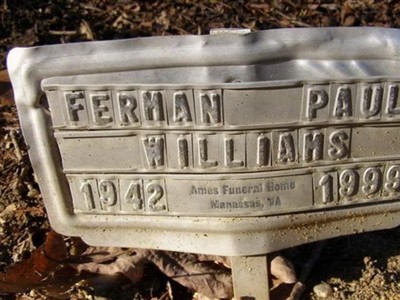 FERMAN PAUL
WILLIAMS
1942 Ames Funeral Home 1999
Manassas, VA